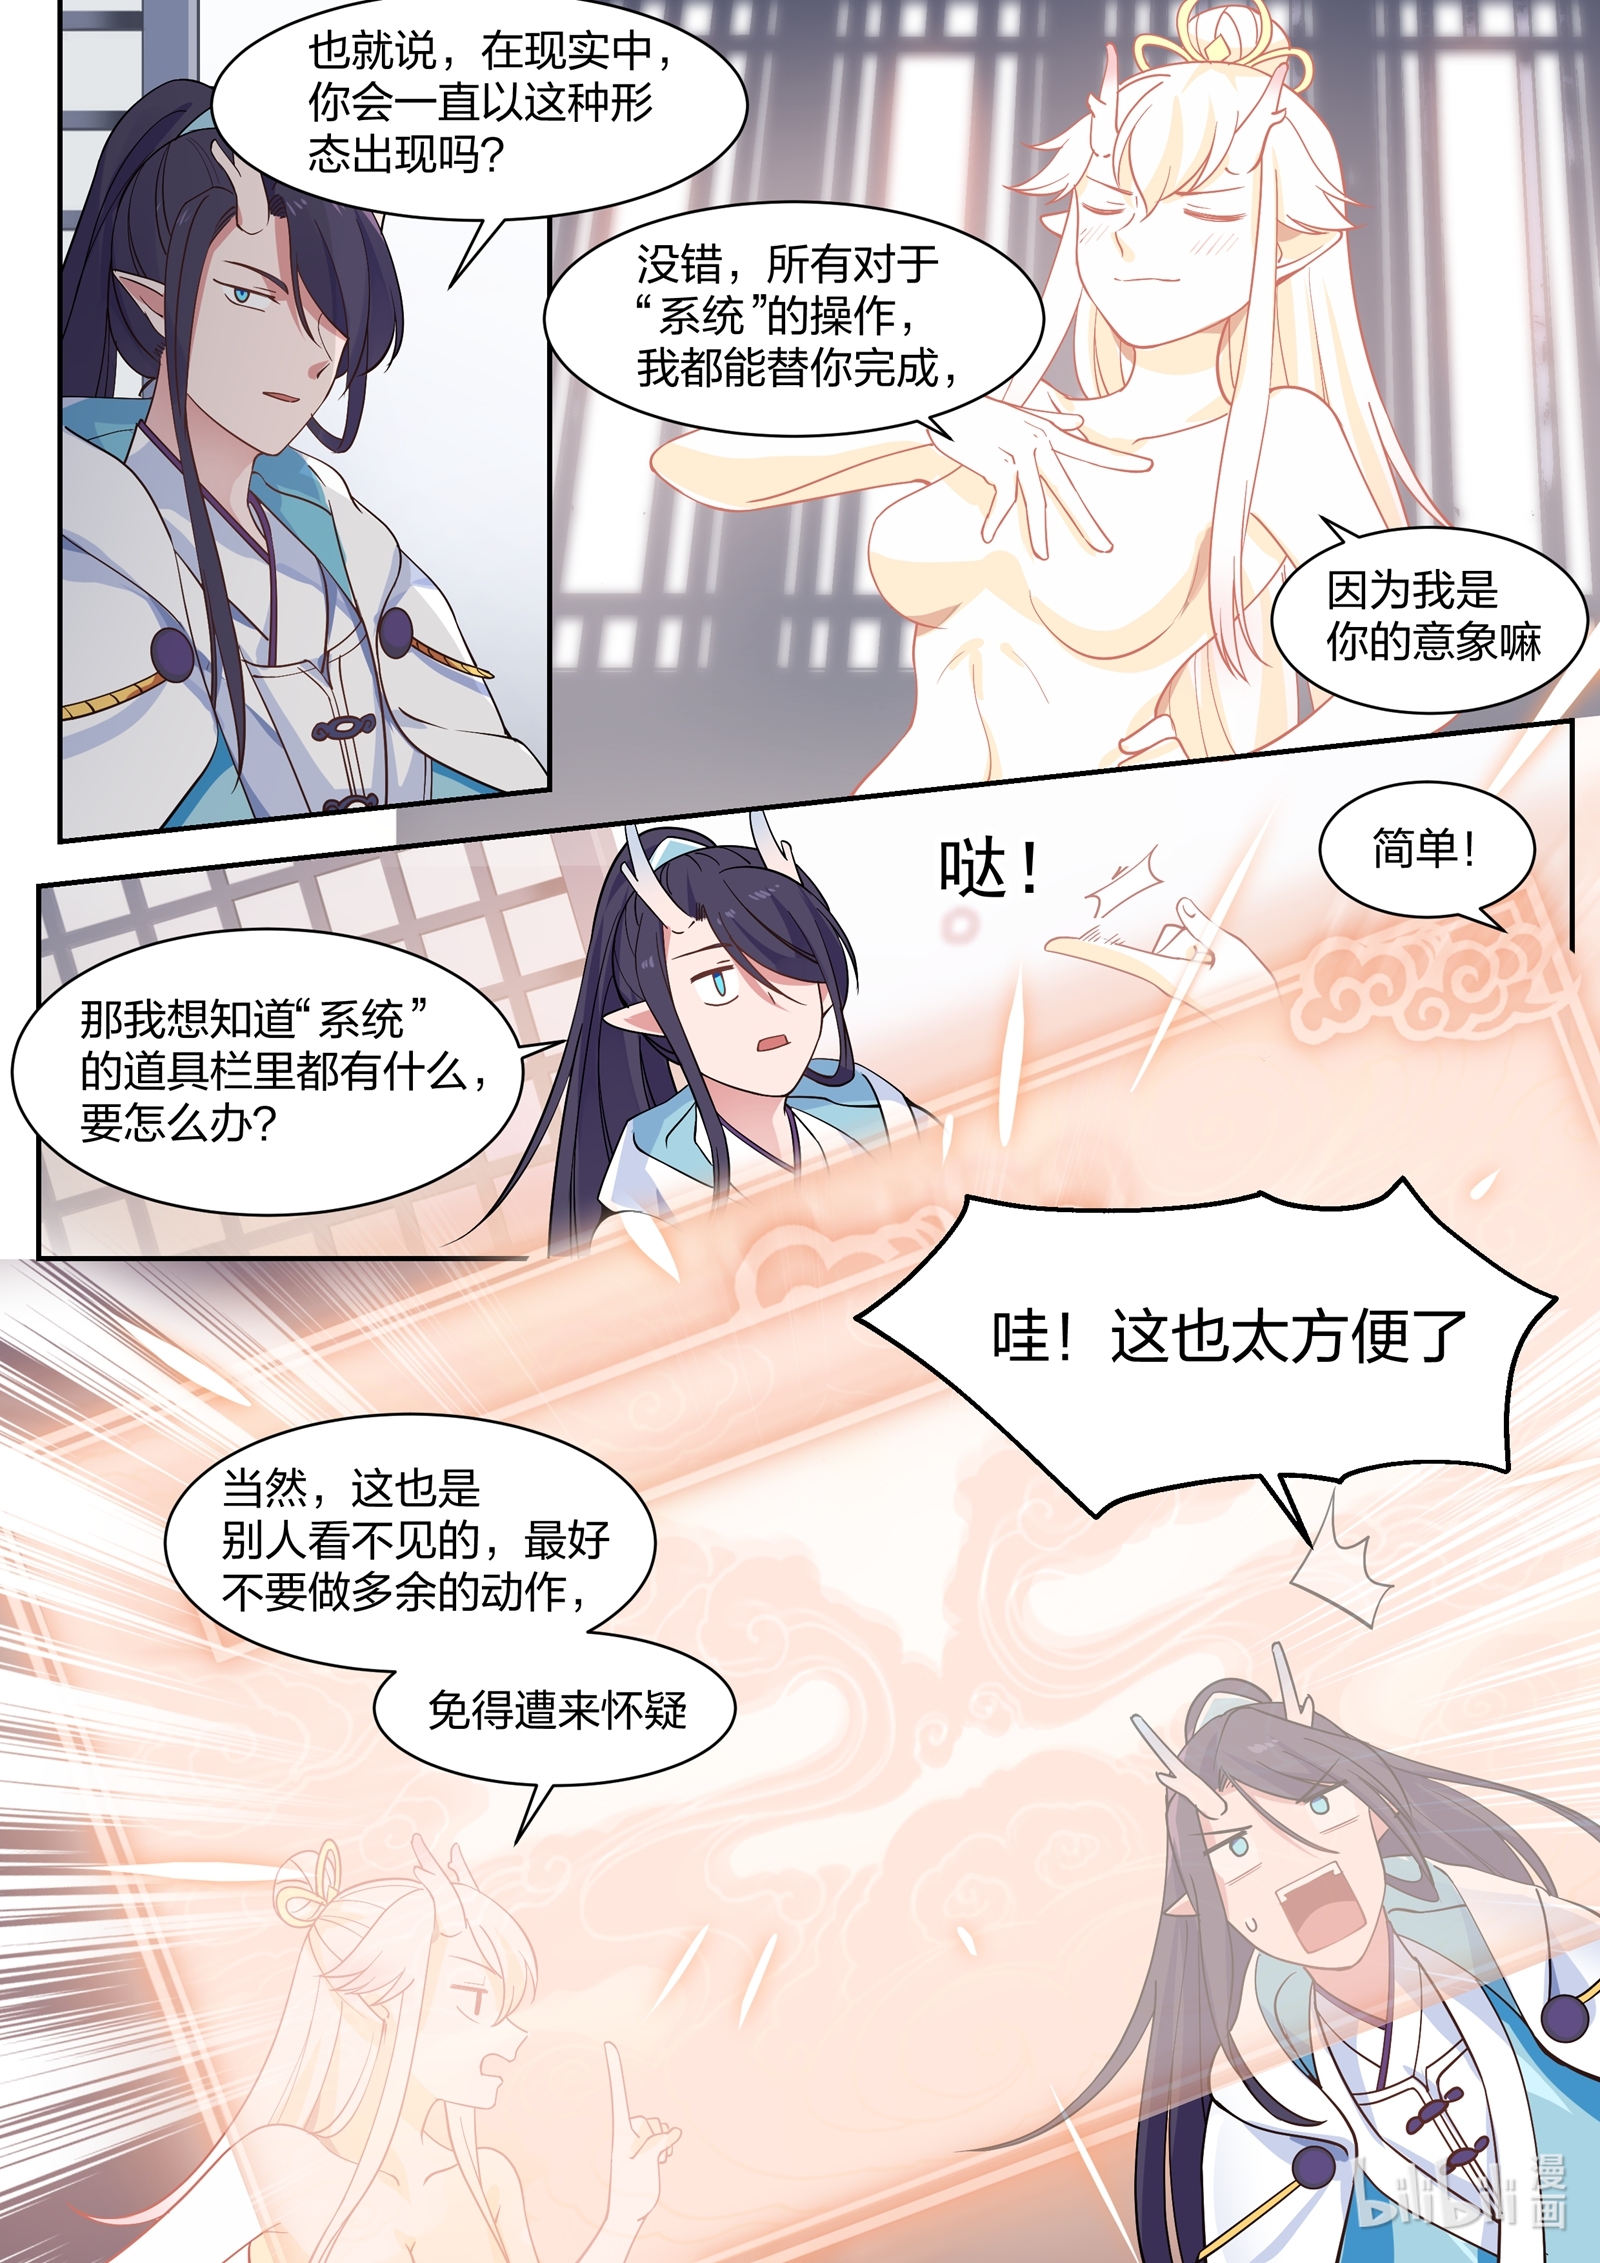 也就说，在现实中，
你会一直以这种形
态出现吗？
没错，所有对于
“系统”的操作，
我都能替你完成，
因为我是
你的意象嘛
哒！
简单！
那我想知道“系统”
的道具栏里都有什么，
要怎么办？
哇！这也太方便了
当然，这也是
别人看不见的，最好
不要做多余的动作，
免得遭来怀疑
bilibili
漫画